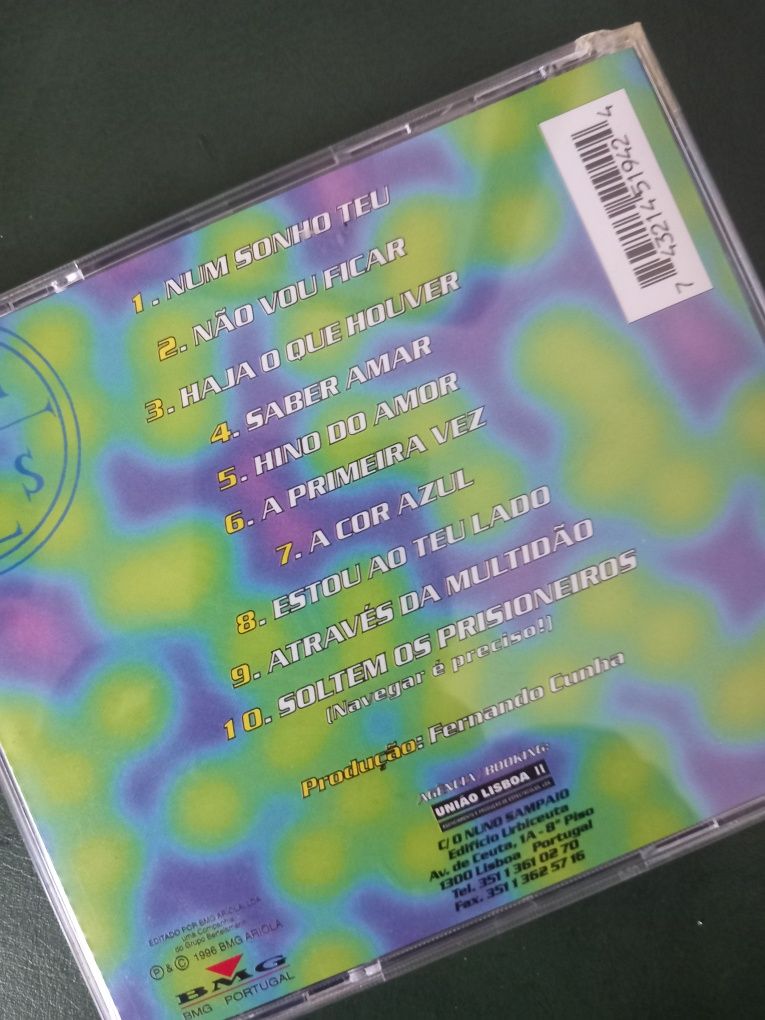 1. NUM SONHO TEU
2. NÃO VOU FICAR
3. HAJA O QUE HOUVER
4. SABER AMAR
5. HINO DO AMOR
6. A PRIMEIRA VEZ
7. A COR AZUL
8. ESTOU AO TEU LADO
9. ATRAVÉS DA MULTIDÃO
10. SOLTEM OS PRISIONEIROS
(Navegar é preciso!)
Produção: Fernando Cunha
AGÊNCIA / BOOKING:
UNIÃO LISBOA II
C/O NUNO SAMPAIO
Edifício Urbiceuta
Av. de Ceuta, 1A - 8º Piso
1300 Lisboa Portugal
Tel. 351 1 361 02 70
Fax. 351 1 362 57 16
EDITADO POR BMG ARIOLA, LDA
uma Companhia
do Grupo Bertelsmann
Ⓟ & © 1996 BMG ARIOLA
BMG
BMG PORTUGAL
7 43214 51942 4
S